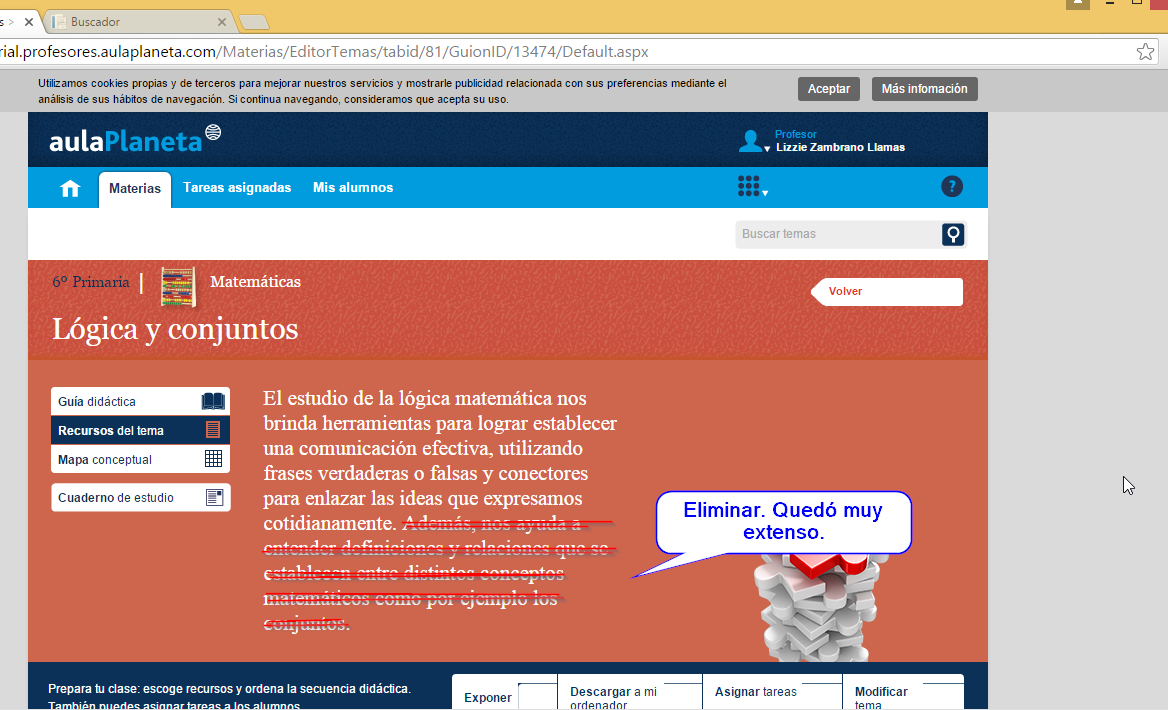 s >
Buscador
rial.profesores.aulaplaneta.com/Materias/EditorTemas/tabid/81/GuionID/13474/Default.aspx
Utilizamos cookies propias y de terceros para mejorar nuestros servicios y mostrarle publicidad relacionada con sus preferencias mediante el
análisis de sus hábitos de navegación. Si continua navegando, consideramos que acepta su uso.
Aceptar
Más infomación
aulaPlaneta
Profesor
Lizzie Zambrano Llamas
Materias
Tareas asignadas
Mis alumnos
?
Buscar temas
6º Primaria
Matemáticas
Volver
Lógica y conjuntos
Guía didáctica
Recursos del tema
Mapa conceptual
Cuaderno de estudio
El estudio de la lógica matemática nos
brinda herramientas para lograr establecer
una comunicación efectiva, utilizando
frases verdaderas o falsas y conectores
para enlazar las ideas que expresamos
cotidianamente. Además, nos ayuda a
entender definiciones y relaciones que se
establecen entre distintos conceptos
matemáticos como por ejemplo los
conjuntos.
Eliminar. Quedó muy
extenso.
Prepara tu clase: escoge recursos y ordena la secuencia didáctica.
También puedes asignar tareas a los alumnos.
Exponer
Descargar a mi
ordenador
Asignar tareas
Modificar
tema